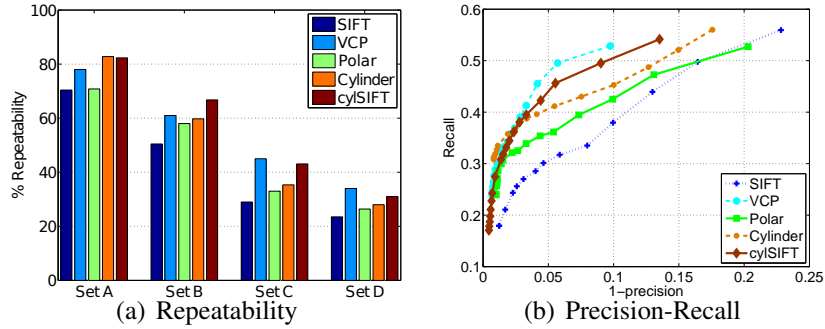 100
80
60
40
20
0
% Repeatability
SIFT
VCP
Polar
Cylinder
cylSIFT
Set A
Set B
Set C
Set D
(a) Repeatability
0.6
0.5
0.4
0.3
0.2
0.1
Recall
SIFT
VCP
Polar
Cylinder
cylSIFT
0
0.05
0.1
0.15
0.2
0.25
1−precision
(b) Precision-Recall